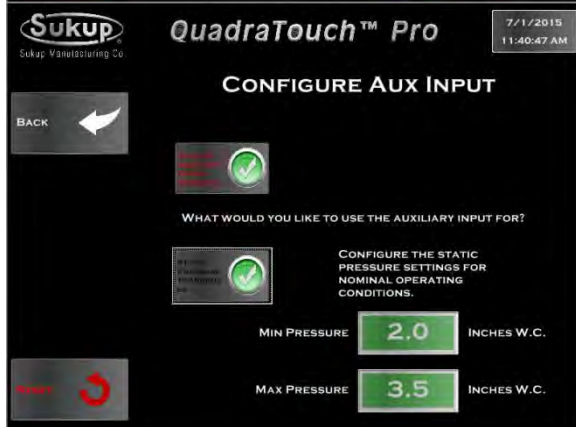 Sukup
Sukup Manufacturing Co.
QuadraTouch™ Pro
7/1/2015
11:40:47 AM
CONFIGURE AUX INPUT
BACK
WHAT WOULD YOU LIKE TO USE THE AUXILIARY INPUT FOR?
CONFIGURE THE STATIC
PRESSURE SETTINGS FOR
NOMINAL OPERATING
CONDITIONS.
MIN PRESSURE 2.0 INCHES W.C.
MAX PRESSURE 3.5 INCHES W.C.